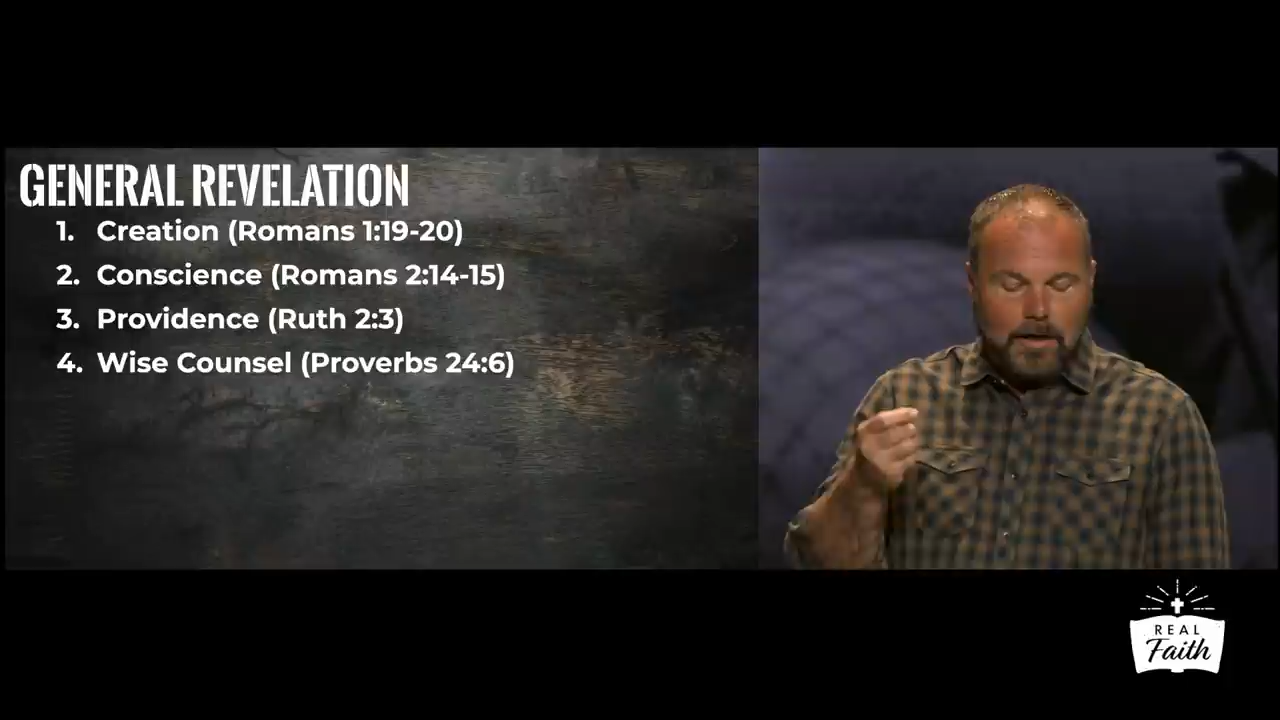 GENERAL REVELATION
1. Creation (Romans 1:19-20)
2. Conscience (Romans 2:14-15)
3. Providence (Ruth 2:3)
4. Wise Counsel (Proverbs 24:6)
REAL
Faith